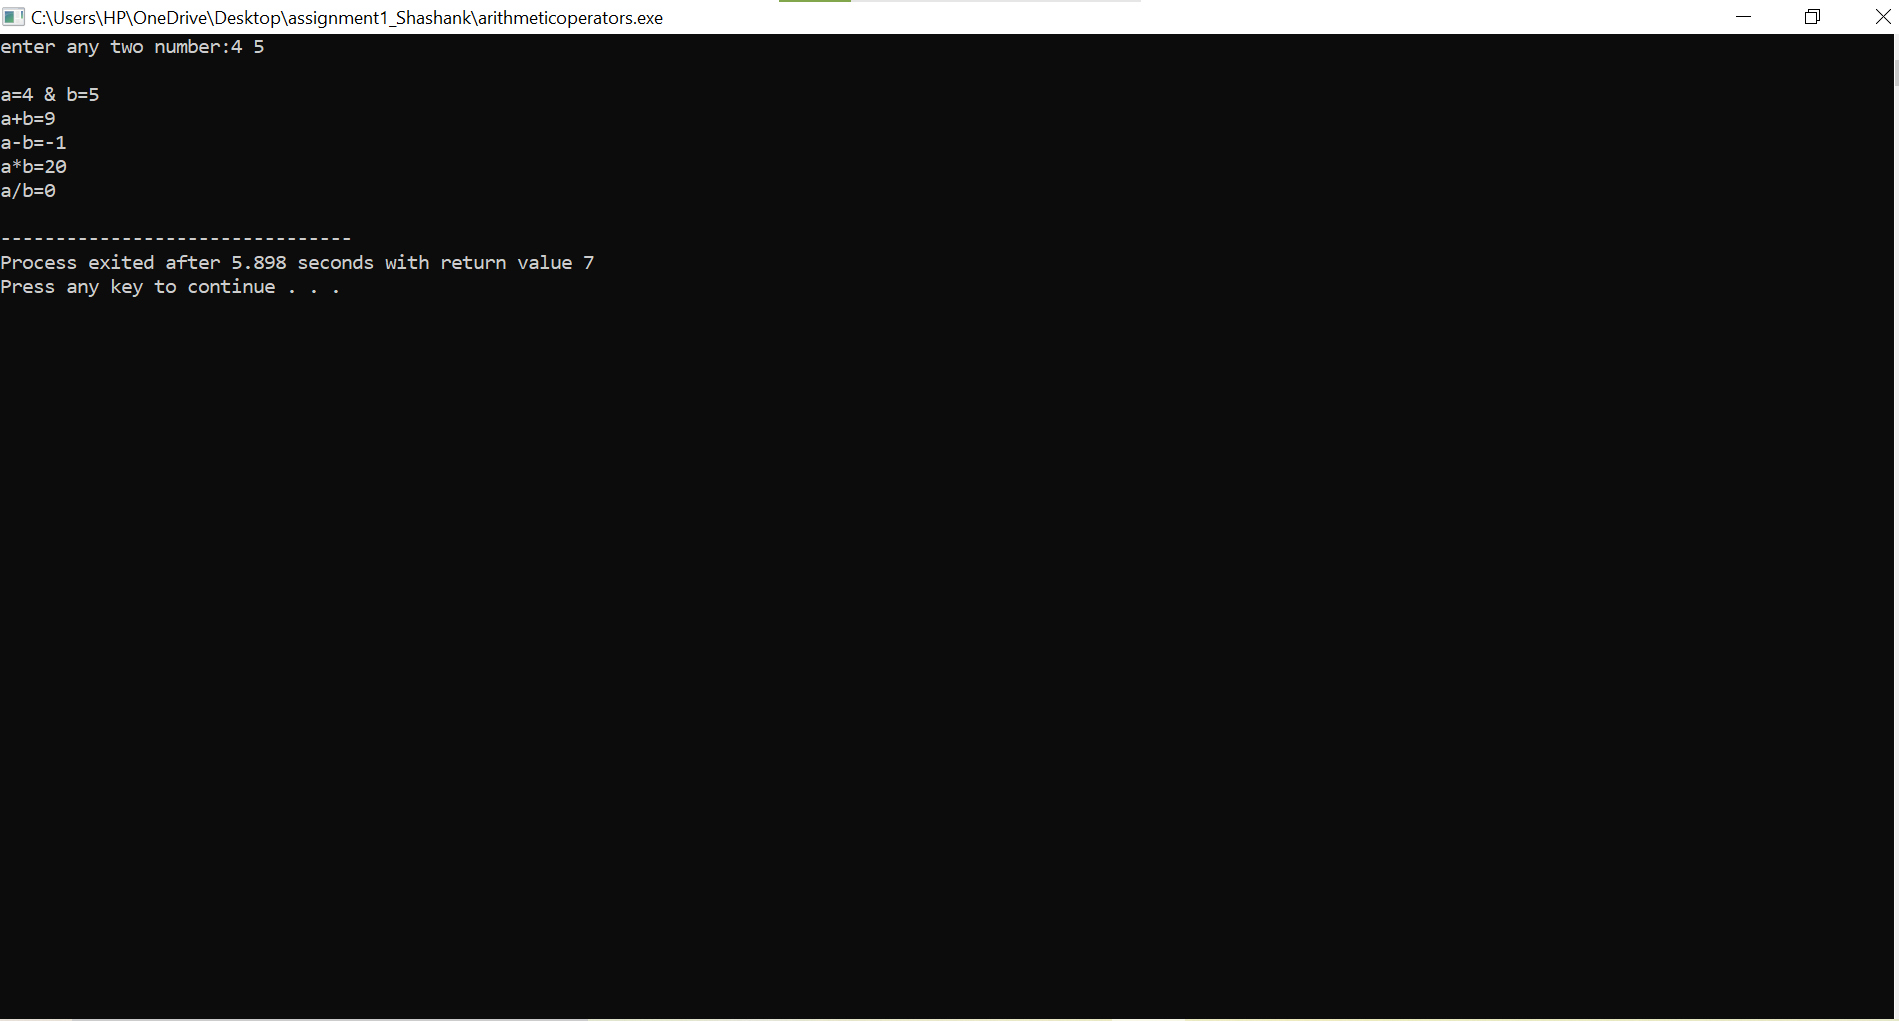 C:\Users\HP\OneDrive\Desktop\assignment1_Shashank\arithmeticoperators.exe
enter any two number:4 5
a=4 & b=5
a+b=9
a-b=-1
a*b=20
a/b=0
--------------------------------
Process exited after 5.898 seconds with return value 7
Press any key to continue . . .